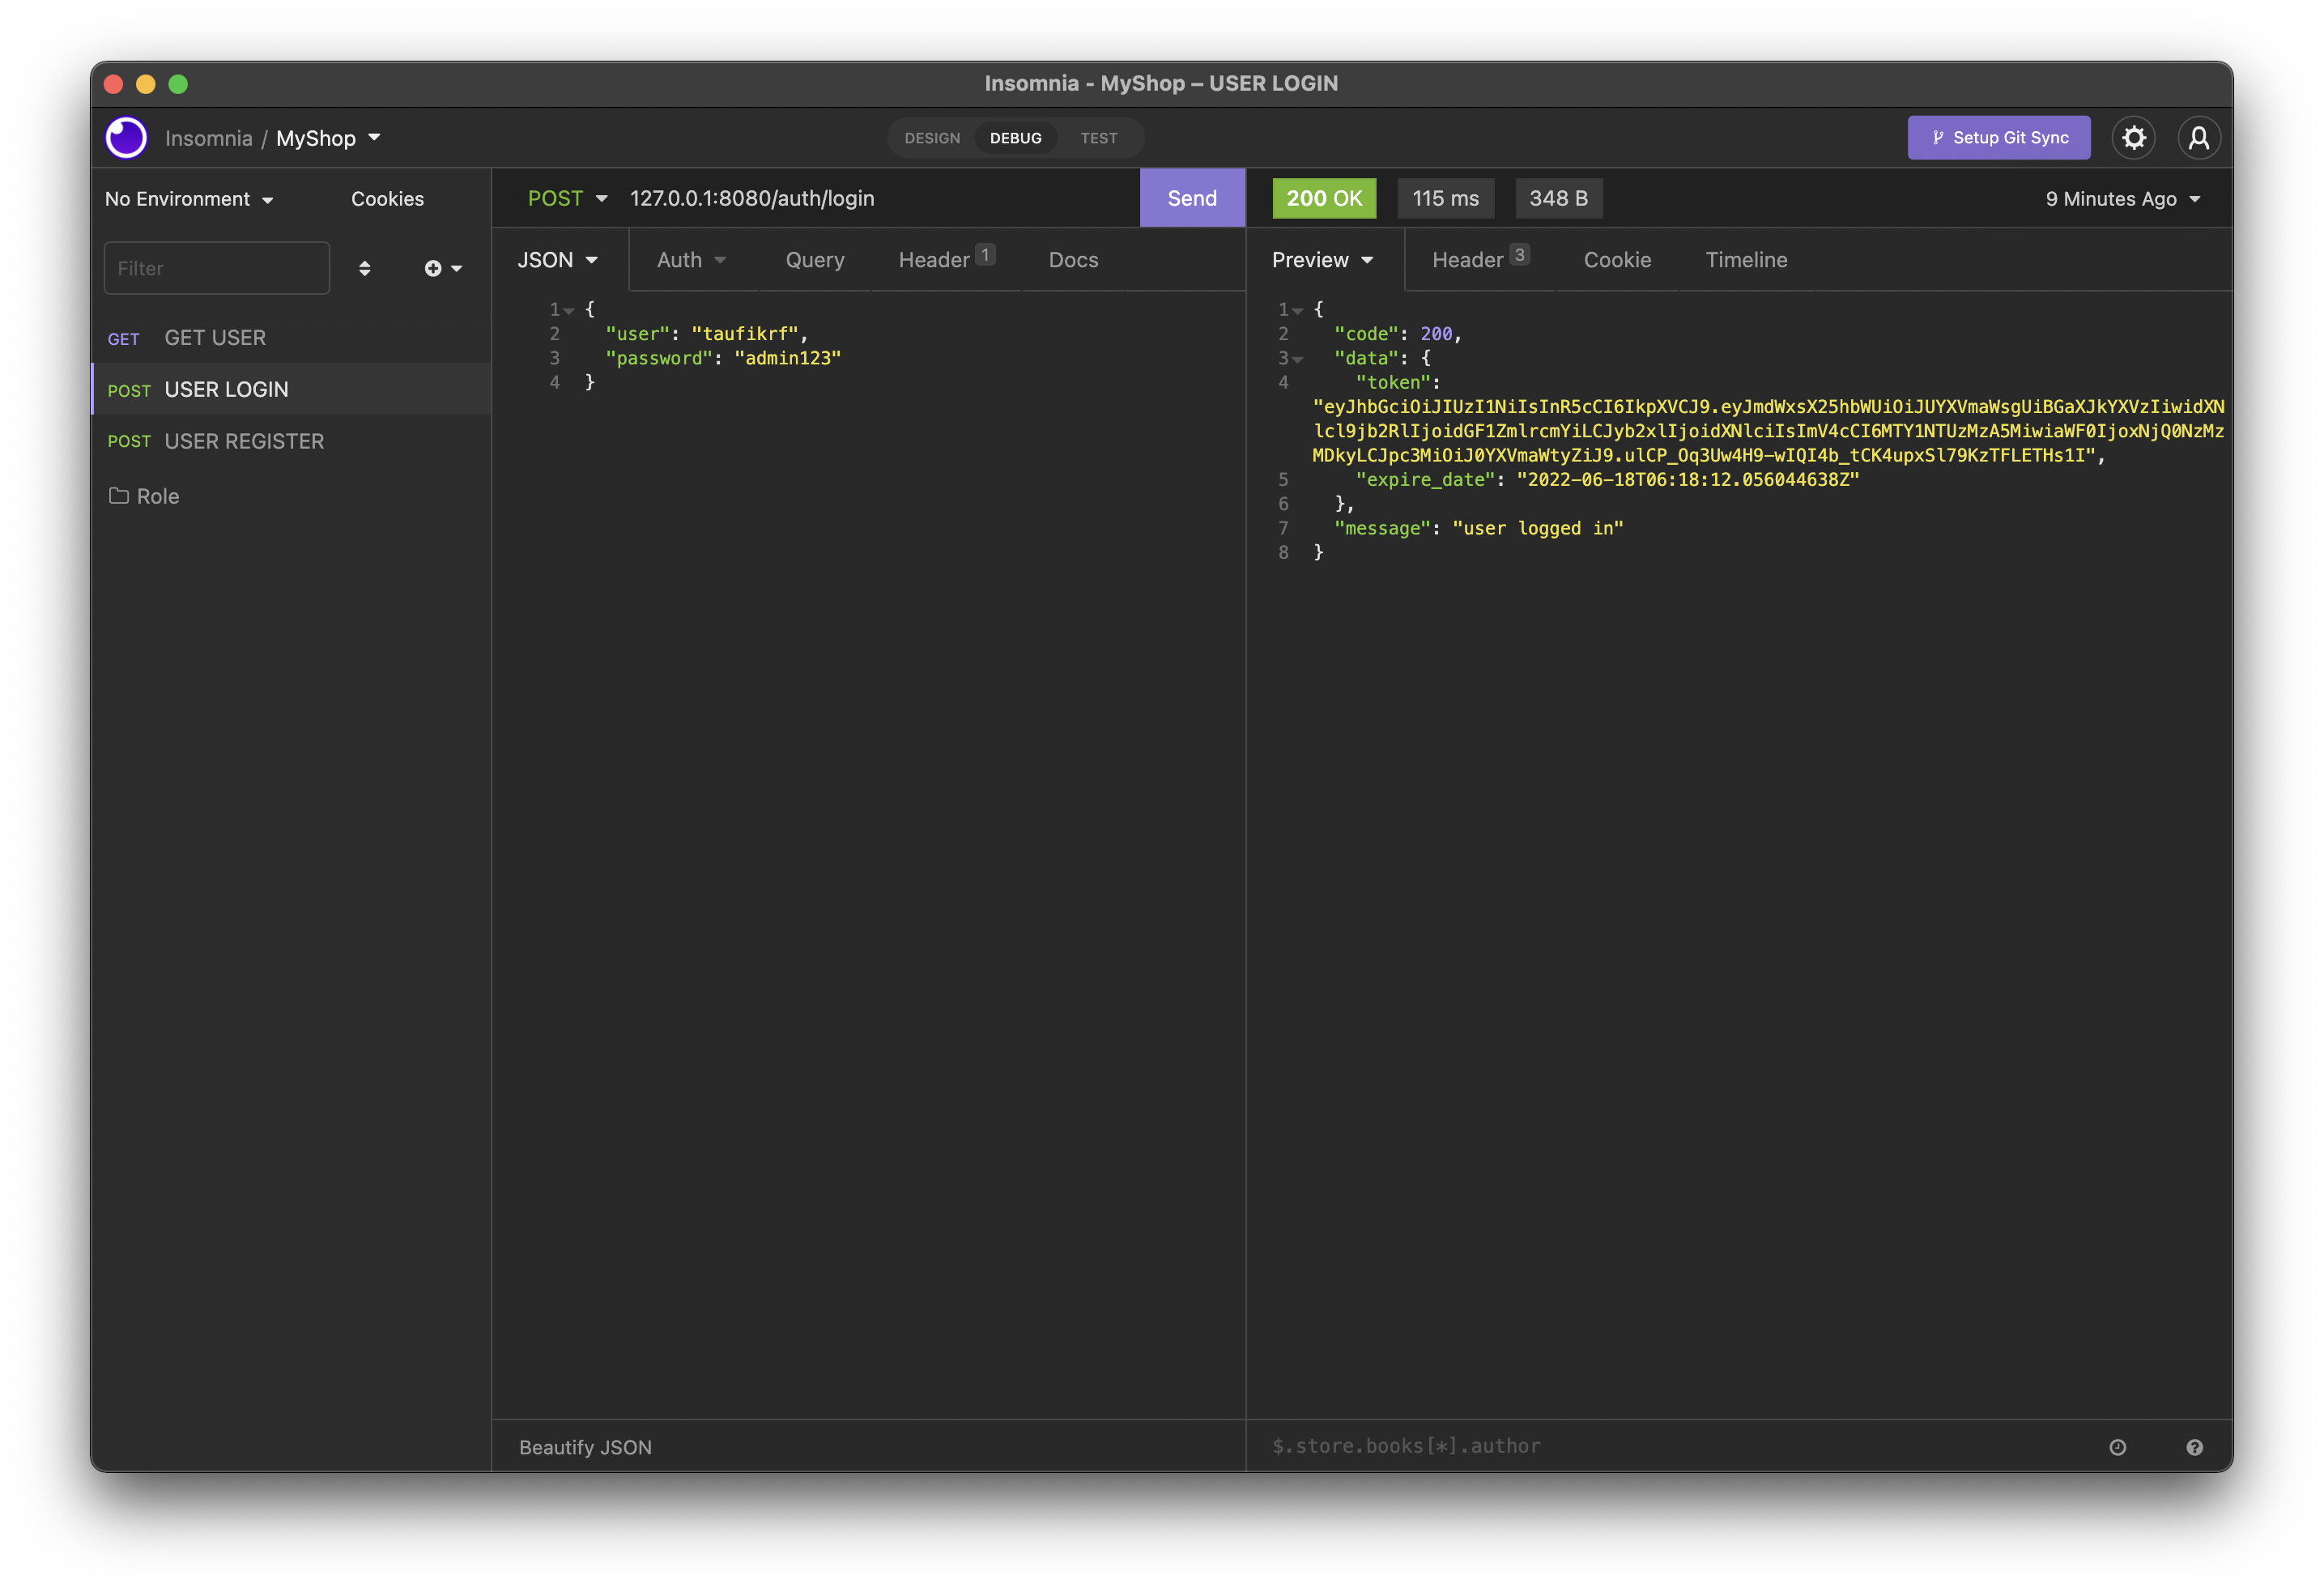 Insomnia - MyShop – USER LOGIN
Insomnia / MyShop
DESIGN DEBUG TEST
Setup Git Sync
No Environment Cookies
Filter
GET GET USER
POST USER LOGIN
POST USER REGISTER
Role
POST 127.0.0.1:8080/auth/login Send
JSON Auth Query Header 1 Docs
1 {
2 "user": "taufikrf",
3 "password": "admin123"
4 }
Beautify JSON
200 OK 115 ms 348 B 9 Minutes Ago
Preview Header 3 Cookie Timeline
1 {
2 "code": 200,
3 "data": {
4 "token":
"eyJhbGciOiJIUzI1NiIsInR5cCI6IkpXVCJ9.eyJmdWxsX25hbWUiOiJUYXVmaWsgUiBGaXJkYXVzIiwidXN
lcl9jb2RlIjoidGF1ZmlrcmYiLCJyb2xlIjoidXNlciIsImV4cCI6MTY1NTUzMzA5MiwiaWF0IjoxNjQ0NzMz
MDkyLCJpc3MiOiJ0YXVmaWtyZiJ9.ulCP_Oq3Uw4H9-wIQI4b_tCK4upxSl79KzTFLETHs1I",
5 "expire_date": "2022-06-18T06:18:12.056044638Z"
6 },
7 "message": "user logged in"
8 }
$.store.books[*].author